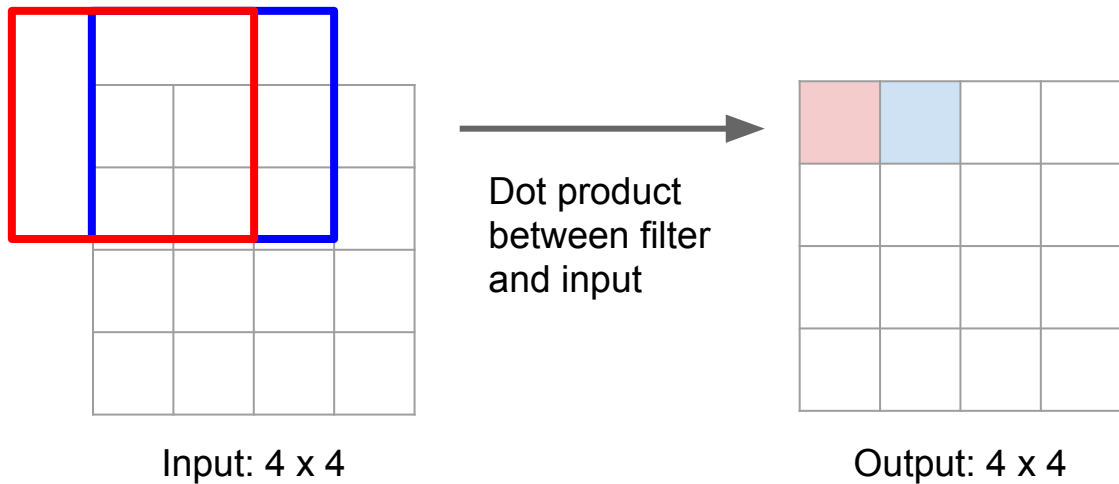 Dot product
between filter
and input
Input: 4 x 4
Output: 4 x 4